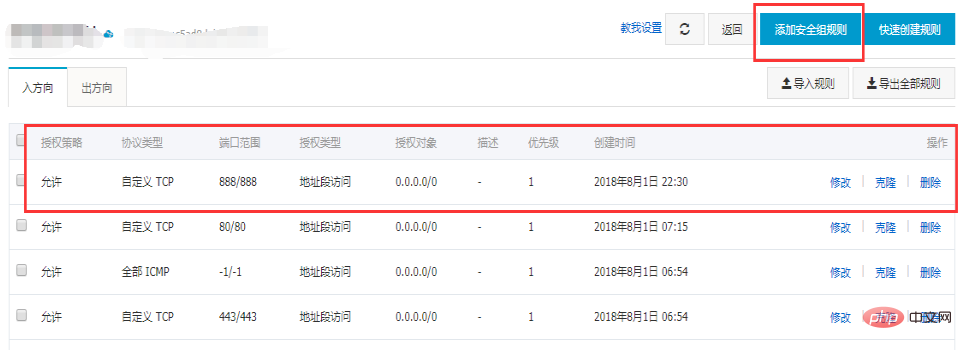 教我设置 返回 添加安全组规则 快速创建规则
入方向 出方向 导入规则 导出全部规则
授权策略 协议类型 端口范围 授权类型 授权对象 描述 优先级 创建时间 操作
允许 自定义 TCP 888/888 地址段访问 0.0.0.0/0 - 1 2018年8月1日 22:30 修改 克隆 删除
允许 自定义 TCP 80/80 地址段访问 0.0.0.0/0 - 1 2018年8月1日 07:15 修改 克隆 删除
允许 全部 ICMP -1/-1 地址段访问 0.0.0.0/0 - 1 2018年8月1日 06:54 修改 克隆 删除
允许 自定义 TCP 443/443 地址段访问 0.0.0.0/0 - 1 2018年8月1日 06:54 修改
php 中文网